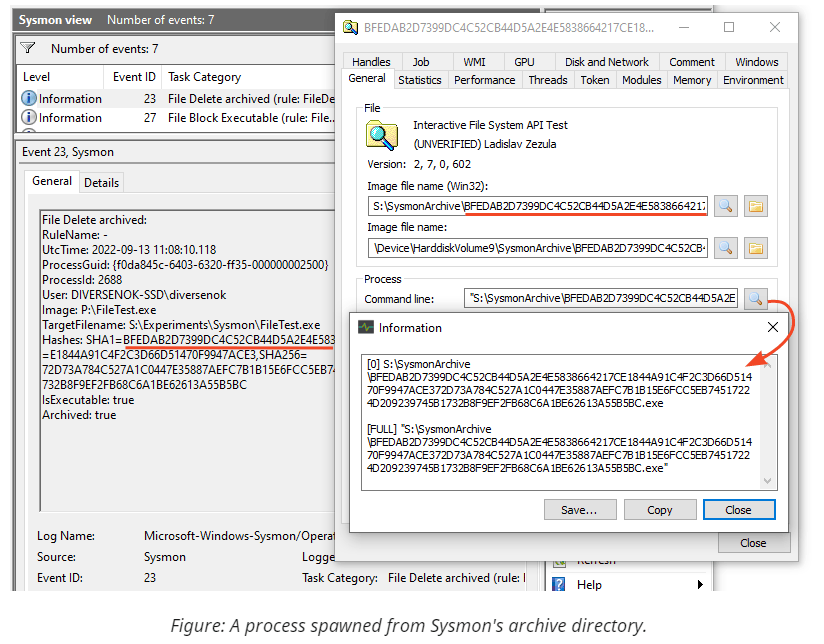 Sysmon view Number of events: 7
Number of events: 7
Level Event ID Task Category
Information 23 File Delete archived (rule: FileDe
Information 27 File Block Executable (rule: File..
Event 23, Sysmon
General Details
File Delete archived:
RuleName: -
UtcTime: 2022-09-13 11:08:10.118
ProcessGuid: {f0da845c-6403-6320-ff35-000000002500}
ProcessId: 2688
User: DIVERSENOK-SSD\diversenok
Image: P:\FileTest.exe
TargetFilename: S:\Experiments\Sysmon\FileTest.exe
Hashes: SHA1=BFEDAB2D7399DC4C52CB44D5A2E4E583
=E1844A91C4F2C3D66D51470F9947ACE3,SHA256=
72D73A784C527A1C0447E35887AEFC7B1B15E6FCC5EB74
732B8F9EF2FB68C6A1BE62613A55B5BC
IsExecutable: true
Archived: true
Log Name: Microsoft-Windows-Sysmon/Operat
Source: Sysmon Logge
Event ID: 23 Task Category: File Delete archived (rule: I
BFEDAB2D7399DC4C52CB44D5A2E4E5838664217CE18...
Handles Job WMI GPU Disk and Network Comment Windows
General Statistics Performance Threads Token Modules Memory Environment
File
Interactive File System API Test
(UNVERIFIED) Ladislav Zezula
Version: 2, 7, 0, 602
Image file name (Win32):
S:\SysmonArchive\BFEDAB2D7399DC4C52CB44D5A2E4E5838664217
Image file name:
\Device\HarddiskVolume9\SysmonArchive\BFEDAB2D7399DC4C52CB4
Process
Command line: "S:\SysmonArchive\BFEDAB2D7399DC4C52CB44D5A2E
Information
[0] S:\SysmonArchive
\BFEDAB2D7399DC4C52CB44D5A2E4E5838664217CE1844A91C4F2C3D66D514
70F9947ACE372D73A784C527A1C0447E35887AEFC7B1B15E6FCC5EB7451722
4D209239745B1732B8F9EF2FB68C6A1BE62613A55B5BC.exe
[FULL] "S:\SysmonArchive
\BFEDAB2D7399DC4C52CB44D5A2E4E5838664217CE1844A91C4F2C3D66D514
70F9947ACE372D73A784C527A1C0447E35887AEFC7B1B15E6FCC5EB7451722
4D209239745B1732B8F9EF2FB68C6A1BE62613A55B5BC.exe"
Save... Copy Close
Close
Refresh
Help
Figure: A process spawned from Sysmon's archive directory.